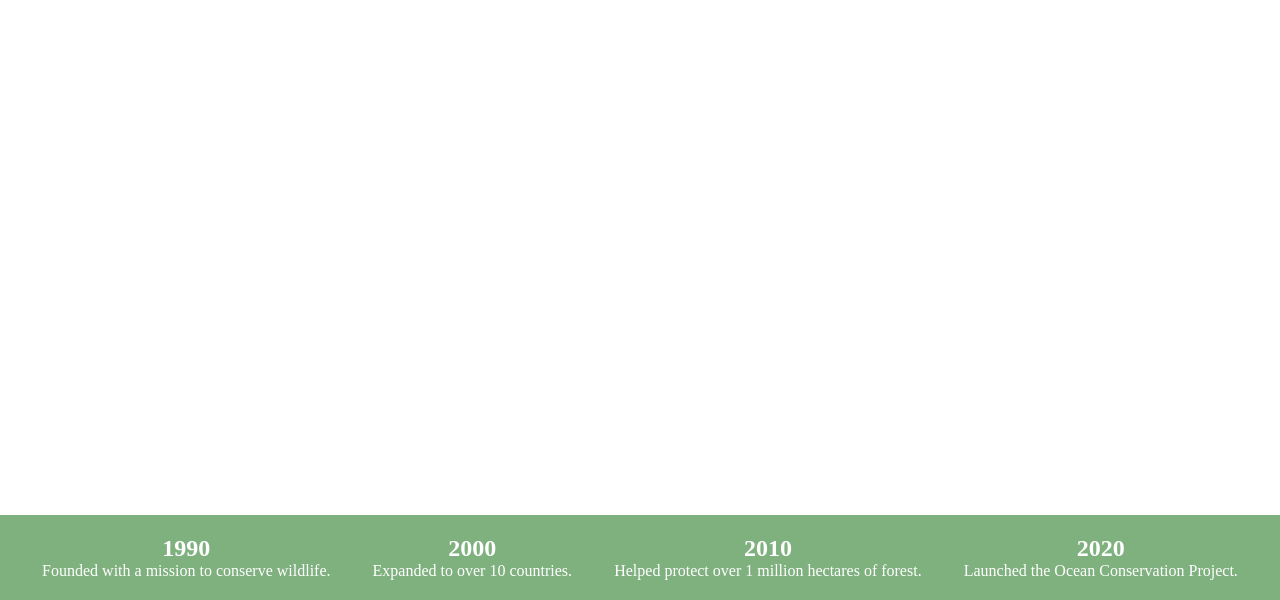 1990
Founded with a mission to conserve wildlife.
2000
Expanded to over 10 countries.
2010
Helped protect over 1 million hectares of forest.
2020
Launched the Ocean Conservation Project.